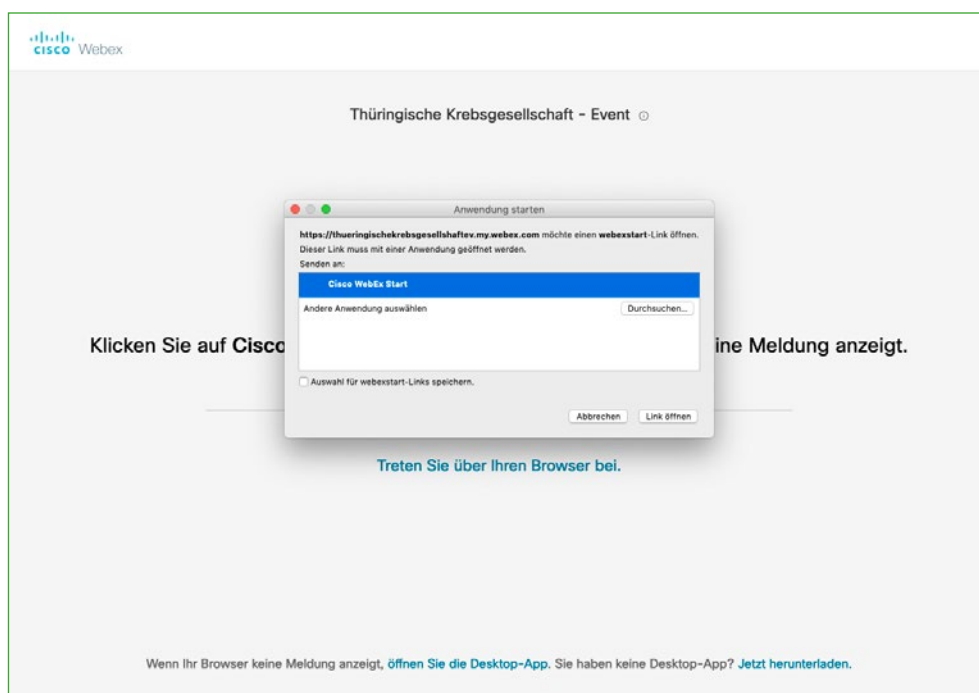 cisco Webex
Thüringische Krebsgesellschaft - Event
Anwendung starten
https://thueringischekrebsgesellshaftev.my.webex.com möchte einen webexstart-Link öffnen.
Dieser Link muss mit einer Anwendung geöffnet werden.
Senden an:
Cisco WebEx Start
Andere Anwendung auswählen Durchsuchen...
Klicken Sie auf Cisco ine Meldung anzeigt.
Auswahl für webexstart-Links speichern.
Abbrechen Link öffnen
Treten Sie über Ihren Browser bei.
Wenn Ihr Browser keine Meldung anzeigt, öffnen Sie die Desktop-App. Sie haben keine Desktop-App? Jetzt herunterladen.